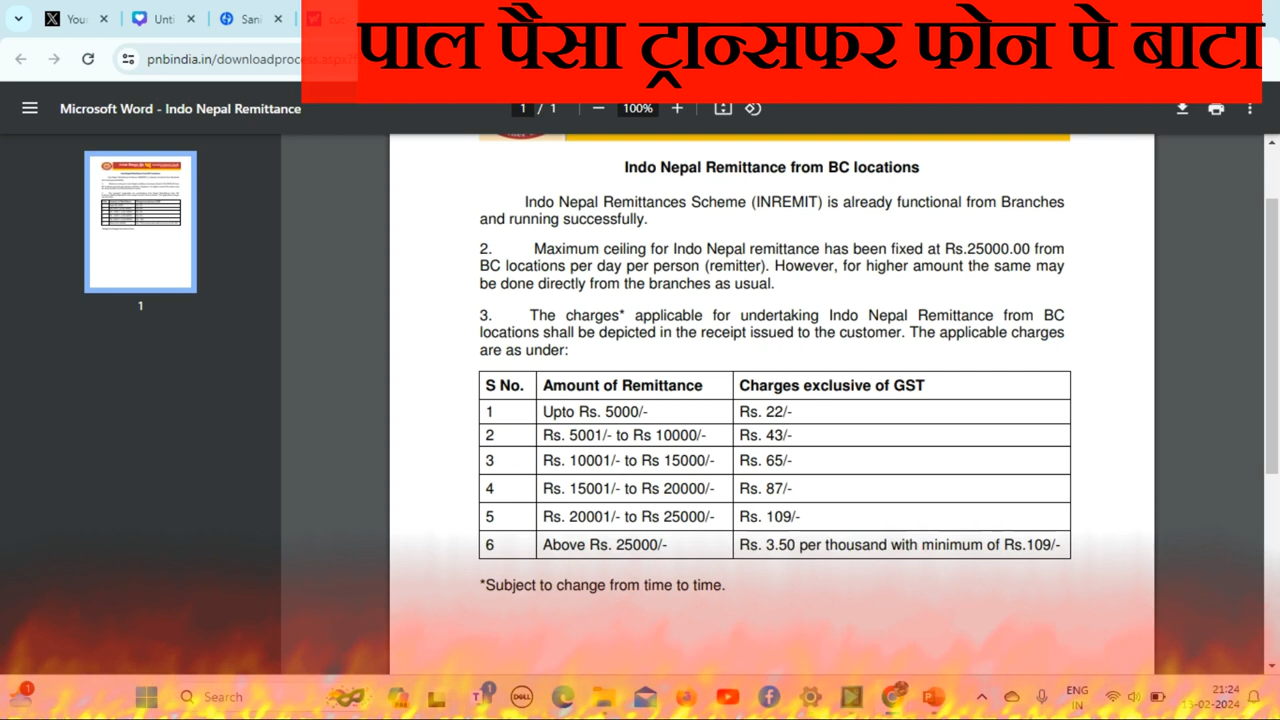 You
Unti
Sani
पाल पैसा ट्रान्सफर फोन पे बाटा
pnbindia.in/downloadprocess.aspx?f
Microsoft Word - Indo Nepal Remittance
1 / 1
100%
1
Indo Nepal Remittance from BC locations
Indo Nepal Remittances Scheme (INREMIT) is already functional from Branches
and running successfully.
2. Maximum ceiling for Indo Nepal remittance has been fixed at Rs.25000.00 from
BC locations per day per person (remitter). However, for higher amount the same may
be done directly from the branches as usual.
3. The charges* applicable for undertaking Indo Nepal Remittance from BC
locations shall be depicted in the receipt issued to the customer. The applicable charges
are as under:
S No. Amount of Remittance Charges exclusive of GST
1 Upto Rs. 5000/- Rs. 22/-
2 Rs. 5001/- to Rs 10000/- Rs. 43/-
3 Rs. 10001/- to Rs 15000/- Rs. 65/-
4 Rs. 15001/- to Rs 20000/- Rs. 87/-
5 Rs. 20001/- to Rs 25000/- Rs. 109/-
6 Above Rs. 25000/- Rs. 3.50 per thousand with minimum of Rs.109/-
*Subject to change from time to time.
1
Search
1
DELL
ENG
IN
21:24
13-02-2024